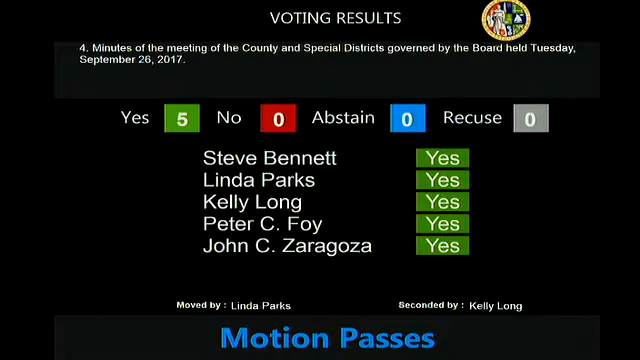 VOTING RESULTS
4. Minutes of the meeting of the County and Special Districts governed by the Board held Tuesday,
September 26, 2017.
Yes 5 No 0 Abstain 0 Recuse 0
Steve Bennett Yes
Linda Parks Yes
Kelly Long Yes
Peter C. Foy Yes
John C. Zaragoza Yes
Moved by : Linda Parks Seconded by : Kelly Long
Motion Passes